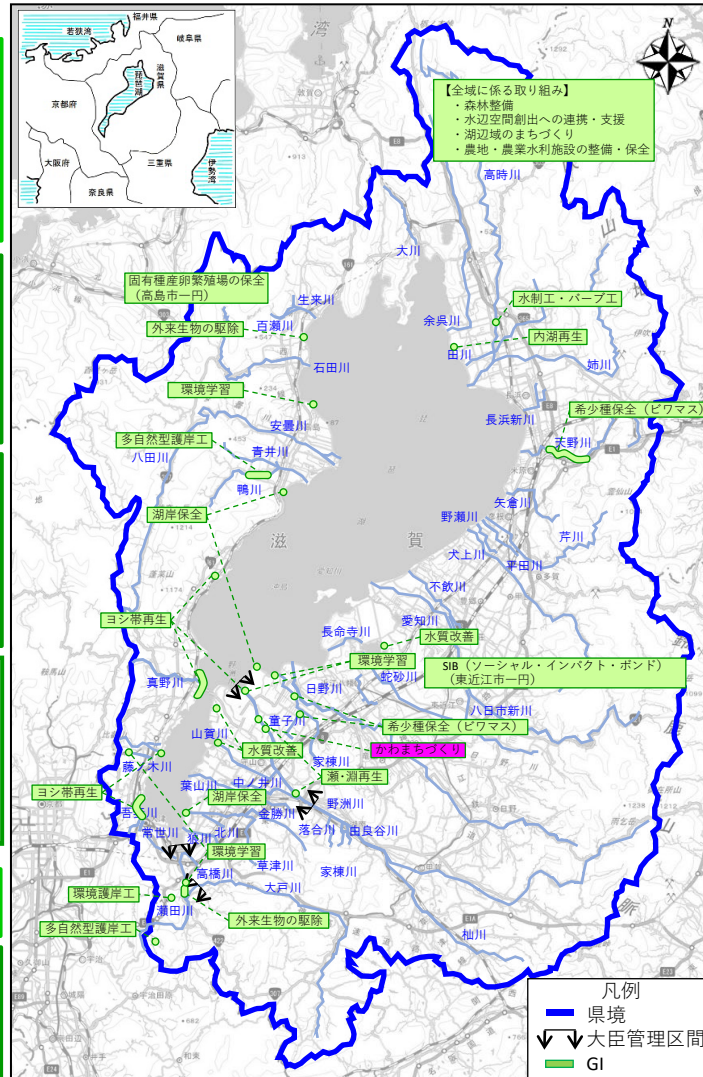 福井県
若狭湾
岐阜県
滋賀県
琵琶湖
京都府
大阪府
三重県
奈良県
伊勢湾
N
湾
【全域に係る取り組み】
・森林整備
・水辺空間創出への連携・支援
・湖辺域のまちづくり
・農地・農業水利施設の整備・保全
高時川
大川
固有種産卵繁殖場の保全
（高島市一円）
生来川
百瀬川
外来生物の駆除
余呉川
水制工・バーブ工
田川
内湖再生
姉川
石田川
環境学習
長浜新川
希少種保全（ビワマス）
天野川
安曇川
多自然型護岸工
八田川
青井川
鴨川
湖岸保全
矢倉川
野瀬川
芹川
犬上川
平田川
滋
賀
不飲川
ヨシ帯再生
愛知川
長命寺川
水質改善
環境学習
蛇砂川
SIB（ソーシャル・インパクト・ボンド）
（東近江市一円）
真野川
日野川
八日市新川
童子川
希少種保全（ビワマス）
山賀川
水質改善
かわまちづくり
家棟川
瀬・淵再生
藤ノ木川
葉山川
中ノ井川
ヨシ帯再生
湖岸保全
野洲川
金勝川
吾妻川
常世川
狼川
北川
落合川
由良谷川
環境学習
草津川
高橋川
家棟川
大戸川
環境護岸工
瀬田川
外来生物の駆除
多自然型護岸工
杣川
凡例
県境
大臣管理区間
GI